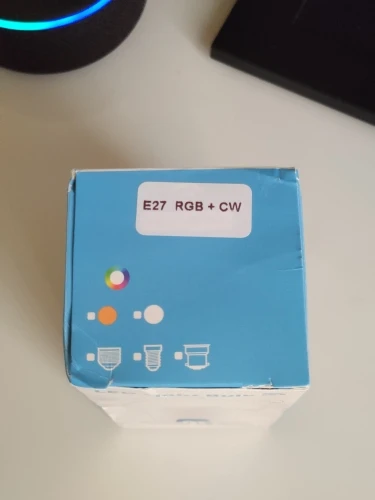 E27 RGB + CW